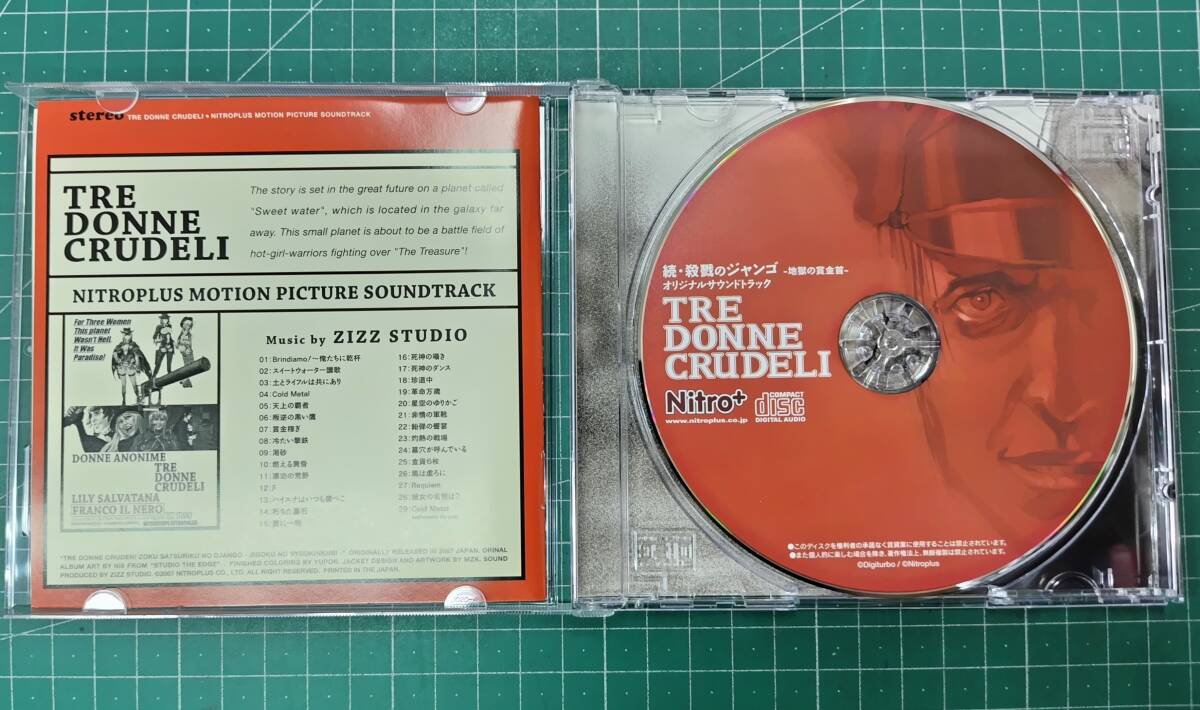 stereo TRE DONNE CRUDELI ● NITROPLUS MOTION PICTURE SOUNDTRACK
TRE
DONNE
CRUDELI
The story is set in the great future on a planet called
"Sweet water", which is located in the galaxy far
away. This small planet is about to be a battle field of
hot-girl-warriors fighting over "The Treasure"!
NITROPLUS MOTION PICTURE SOUNDTRACK
For Three Women
This planet
Wasn't Hell,
It Was
Paradise!
DONNE ANONIME
TRE
DONNE
CRUDELI
LILY SALVATANA
FRANCO IL NERO
Music by ZIZZ STUDIO
01:Brindiamo!ー俺たちに乾杯
02:スイートウォーター讃歌
03:土とライフルは共にあり
04:Cold Metal
05:天上の覇者
06:叛逆の黒い鷹
07:賞金稼ぎ
08:冷たい撃鉄
09:渇砂
10:燃える黄昏
11:遼遠の荒野
12:F
13:ハイエナはいつも腹ぺこ
14:朽ちた墓石
16:死神の囁き
17:死神のダンス
18:珍道中
19:革命万歳
20:星空のゆりかご
21:非情の軍靴
22:鉛弾の饗宴
23:灼熱の戦場
24:墓穴が呼んでいる
25:金貨6枚
26:風は虚ろに
27:Requiem
28:彼女の名前は?
29:Cold Metal
"TRE DONNE CRUDELI ZOKU SATSURIKU NO DJANGO - JIGOKU NO SYOUKINKUBI -" ORIGINALLY RELEASED IN 2007 JAPAN. ORINAL
ALBUM ART BY Niθ FROM "STUDIO THE EDGE" . FINISHED COLORING BY YUPON. JACKET DESIGN AND ARTWORK BY MZK. SOUND
PRODUCED BY ZIZZ STUDIO. ©2007 NITROPLUS CO., LTD. ALL RIGHT RESERVED. PRINTED IN THE JAPAN.
続・殺戮のジャンゴ -地獄の賞金首-
オリジナルサウンドトラック
TRE
DONNE
CRUDELI
Nitro+
www.nitroplus.co.jp
COMPACT
disc
DIGITAL AUDIO
●このディスクを権利者の承諾なく賃貸業に使用することは禁止されています。
●また個人的に楽しむ場合を除き、著作権法上、無断複製は禁止されています。
©Digiturbo / ©Nitroplus